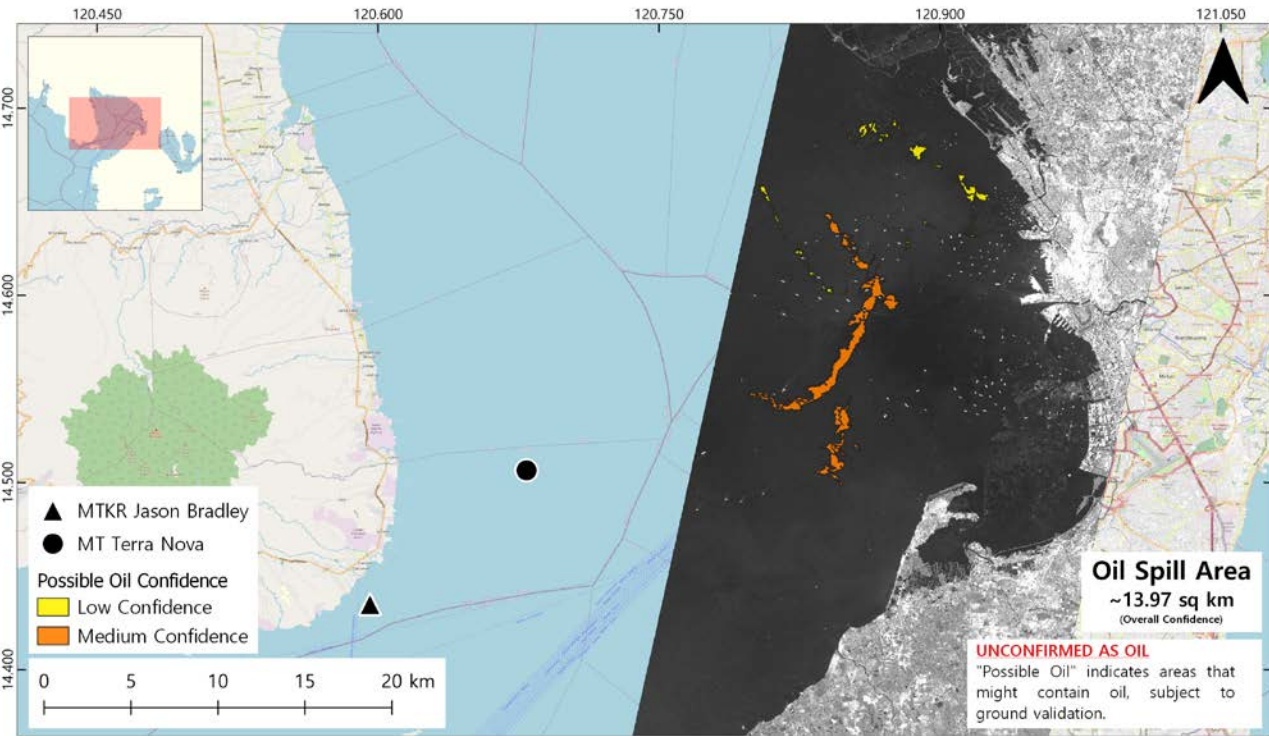 120.450
120.600
120.750
120.900
121.050
14.700
14.600
14.500
14.400
MTKR Jason Bradley
MT Terra Nova
Possible Oil Confidence
Low Confidence
Medium Confidence
0 5 10 15 20 km
Oil Spill Area
~13.97 sq km
(Overall Confidence)
UNCONFIRMED AS OIL
"Possible Oil" indicates areas that
might contain oil, subject to
ground validation.